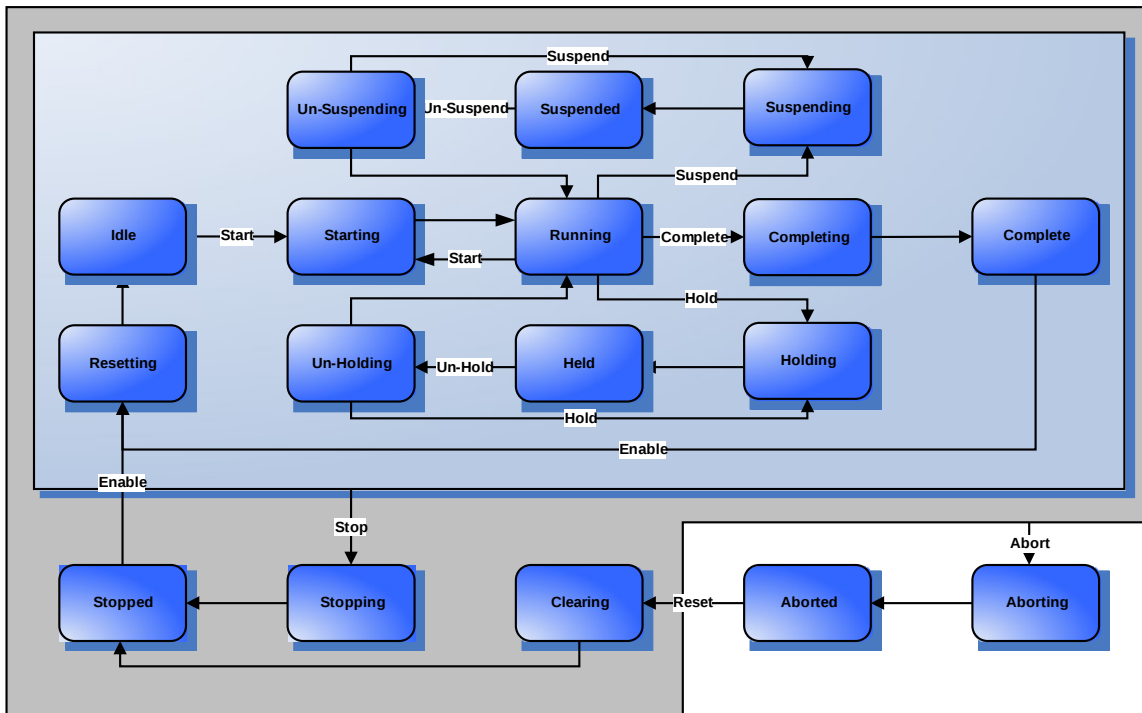 Suspend
Un-Suspending
Un-Suspend
Suspended
Suspending
Suspend
Idle
Start
Starting
Running
Complete
Completing
Complete
Start
Hold
Resetting
Un-Holding
Un-Hold
Held
Holding
Hold
Enable
Enable
Stop
Abort
Stopped
Stopping
Clearing
Reset
Aborted
Aborting